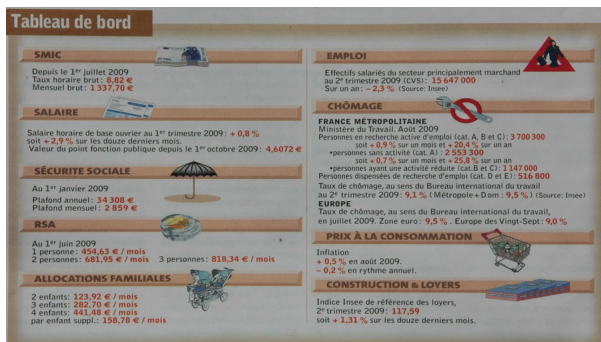 Tableau de bord
SMIC
Depuis le 1er juillet 2009
Taux horaire brut : 8,82 €
Mensuel brut : 1 337,70 €
SALAIRE
Salaire horaire de base ouvrier au 1er trimestre 2009 : + 0,8 %
soit + 2,9 % sur les douze derniers mois.
Valeur du point fonction publique depuis le 1er octobre 2009 : 4,6072 €
SÉCURITE SOCIALE
Au 1er janvier 2009
Plafond annuel : 34 308 €
Plafond mensuel : 2 859 €
RSA
Au 1er juin 2009
1 personne : 454,63 € / mois
2 personnes : 681,95 € / mois 3 personnes : 818,34 € / mois
ALLOCATIONS FAMILIALES
2 enfants : 123,92 € / mois
3 enfants : 282,70 € / mois
4 enfants : 441,48 € / mois
par enfant suppl. : 158,78 € / mois
EMPLOI
Effectifs salariés du secteur principalement marchand
au 2e trimestre 2009 (CVS) : 15 647 000
Sur un an : – 2,3 % (Source : Insee)
CHÔMAGE
FRANCE MÉTROPOLITAINE
Ministère du Travail. Août 2009
Personnes en recherche active d'emploi (cat. A, B et C) : 3 700 300
soit + 0,9 % sur un mois et + 20,4 % sur un an
•personnes sans activité (cat. A) : 2 553 300
soit + 0,7 % sur un mois et + 25,8 % sur un an
•personnes ayant une activité réduite (cat.B et C) : 1 147 000
Personnes dispensées de recherche d'emploi (cat. D et E) : 516 800
Taux de chômage, au sens du Bureau international du travail
au 2e trimestre 2009 : 9,1 % ( Métropole + Dom : 9,5 % ) (Source : Insee)
EUROPE
Taux de chômage, au sens du Bureau international du travail,
en juillet 2009. Zone euro : 9,5 % . Europe des Vingt-Sept : 9,0 %
PRIX À LA CONSOMMATION
Inflation
+ 0,5 % en août 2009.
– 0,2 % en rythme annuel.
CONSTRUCTION & LOYERS
Indice Insee de référence des loyers,
2e trimestre 2009 : 117,59
soit + 1,31 % sur les douze derniers mois.